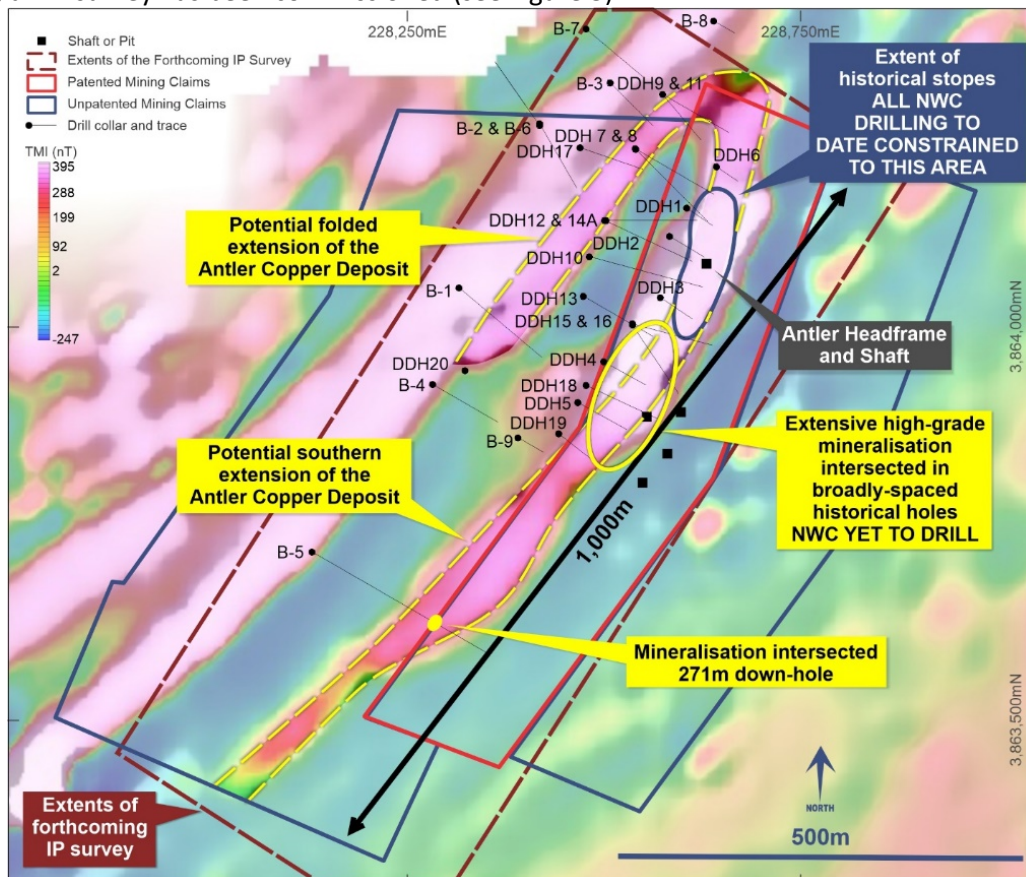 Shaft or Pit
Extents of the Forthcoming IP Survey
Patented Mining Claims
Unpatented Mining Claims
Drill collar and trace
TMI (nT)
395
288
199
92
2
-247
228,250mE
228,750mE
B-7
B-8
B-3
DDH9 & 11
B-2 & B-6
DDH 7 & 8
DDH17
DDH6
Extent of
historical stopes
ALL NWC
DRILLING TO
DATE CONSTRAINED
TO THIS AREA
Potential folded
extension of the
Antler Copper Deposit
DDH12 & 14A
DDH1
DDH2
DDH10
B-1
DDH13
DDH3
DDH15 & 16
Antler Headframe
and Shaft
3,864,000mN
DDH20
B-4
DDH4
DDH18
DDH5
DDH19
B-9
Potential southern
extension of the
Antler Copper Deposit
Extensive high-grade
mineralisation
intersected in
broadly-spaced
historical holes
NWC YET TO DRILL
1,000m
B-5
Mineralisation intersected
271m down-hole
3,863,500mN
Extents of
forthcoming
IP survey
NORTH
500m